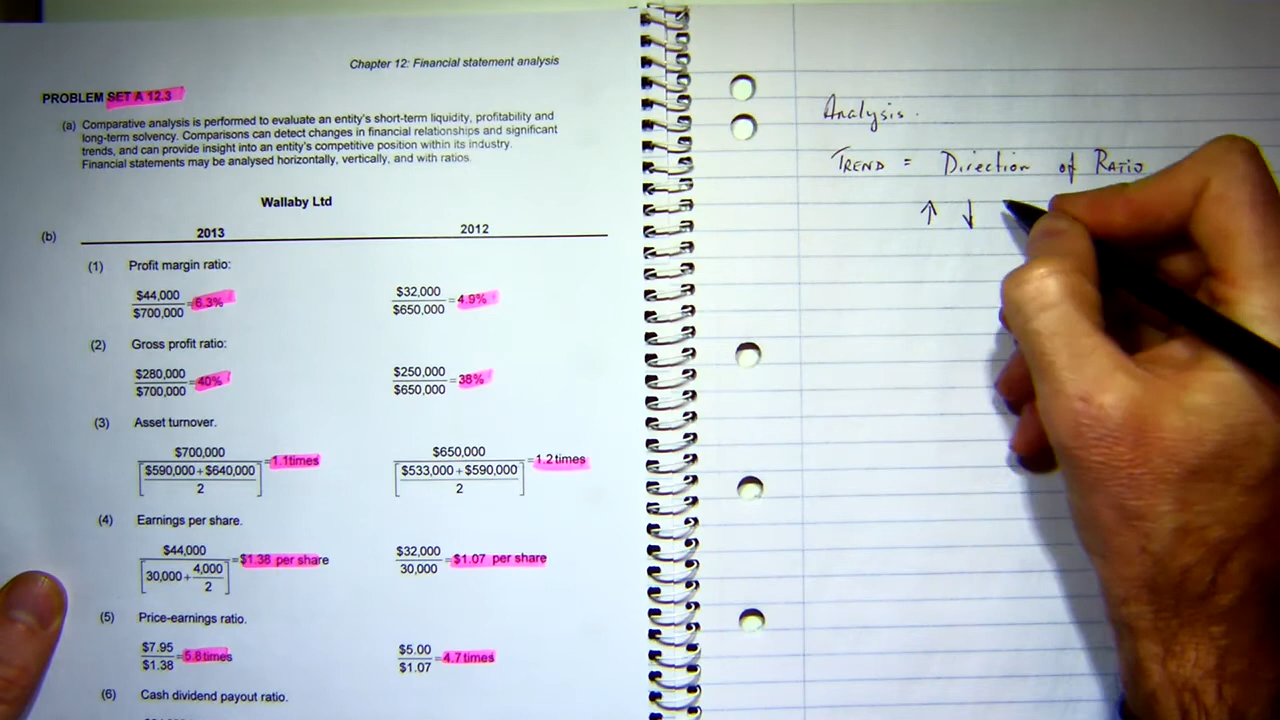 Chapter 12: Financial statement analysis
PROBLEM SET A 12.3
(a) Comparative analysis is performed to evaluate an entity's short-term liquidity, profitability and
long-term solvency. Comparisons can detect changes in financial relationships and significant
trends, and can provide insight into an entity's competitive position within its industry.
Financial statements may be analysed horizontally, vertically, and with ratios.
Wallaby Ltd
(b) 2013 2012
(1) Profit margin ratio:
$44,000 / $700,000 = 6.3% $32,000 / $650,000 = 4.9%
(2) Gross profit ratio:
$280,000 / $700,000 = 40% $250,000 / $650,000 = 38%
(3) Asset turnover.
$700,000 / [($590,000 + $640,000) / 2] = 1.1times $650,000 / [($533,000 + $590,000) / 2] = 1.2times
(4) Earnings per share.
$44,000 / [30,000 + 4,000 / 2] = $1.38 per share $32,000 / 30,000 = $1.07 per share
(5) Price-earnings ratio.
$7.95 / $1.38 = 5.8times $5.00 / $1.07 = 4.7times
(6) Cash dividend payout ratio.
Analysis.
TREND = Direction of RATIO
↑ ↓